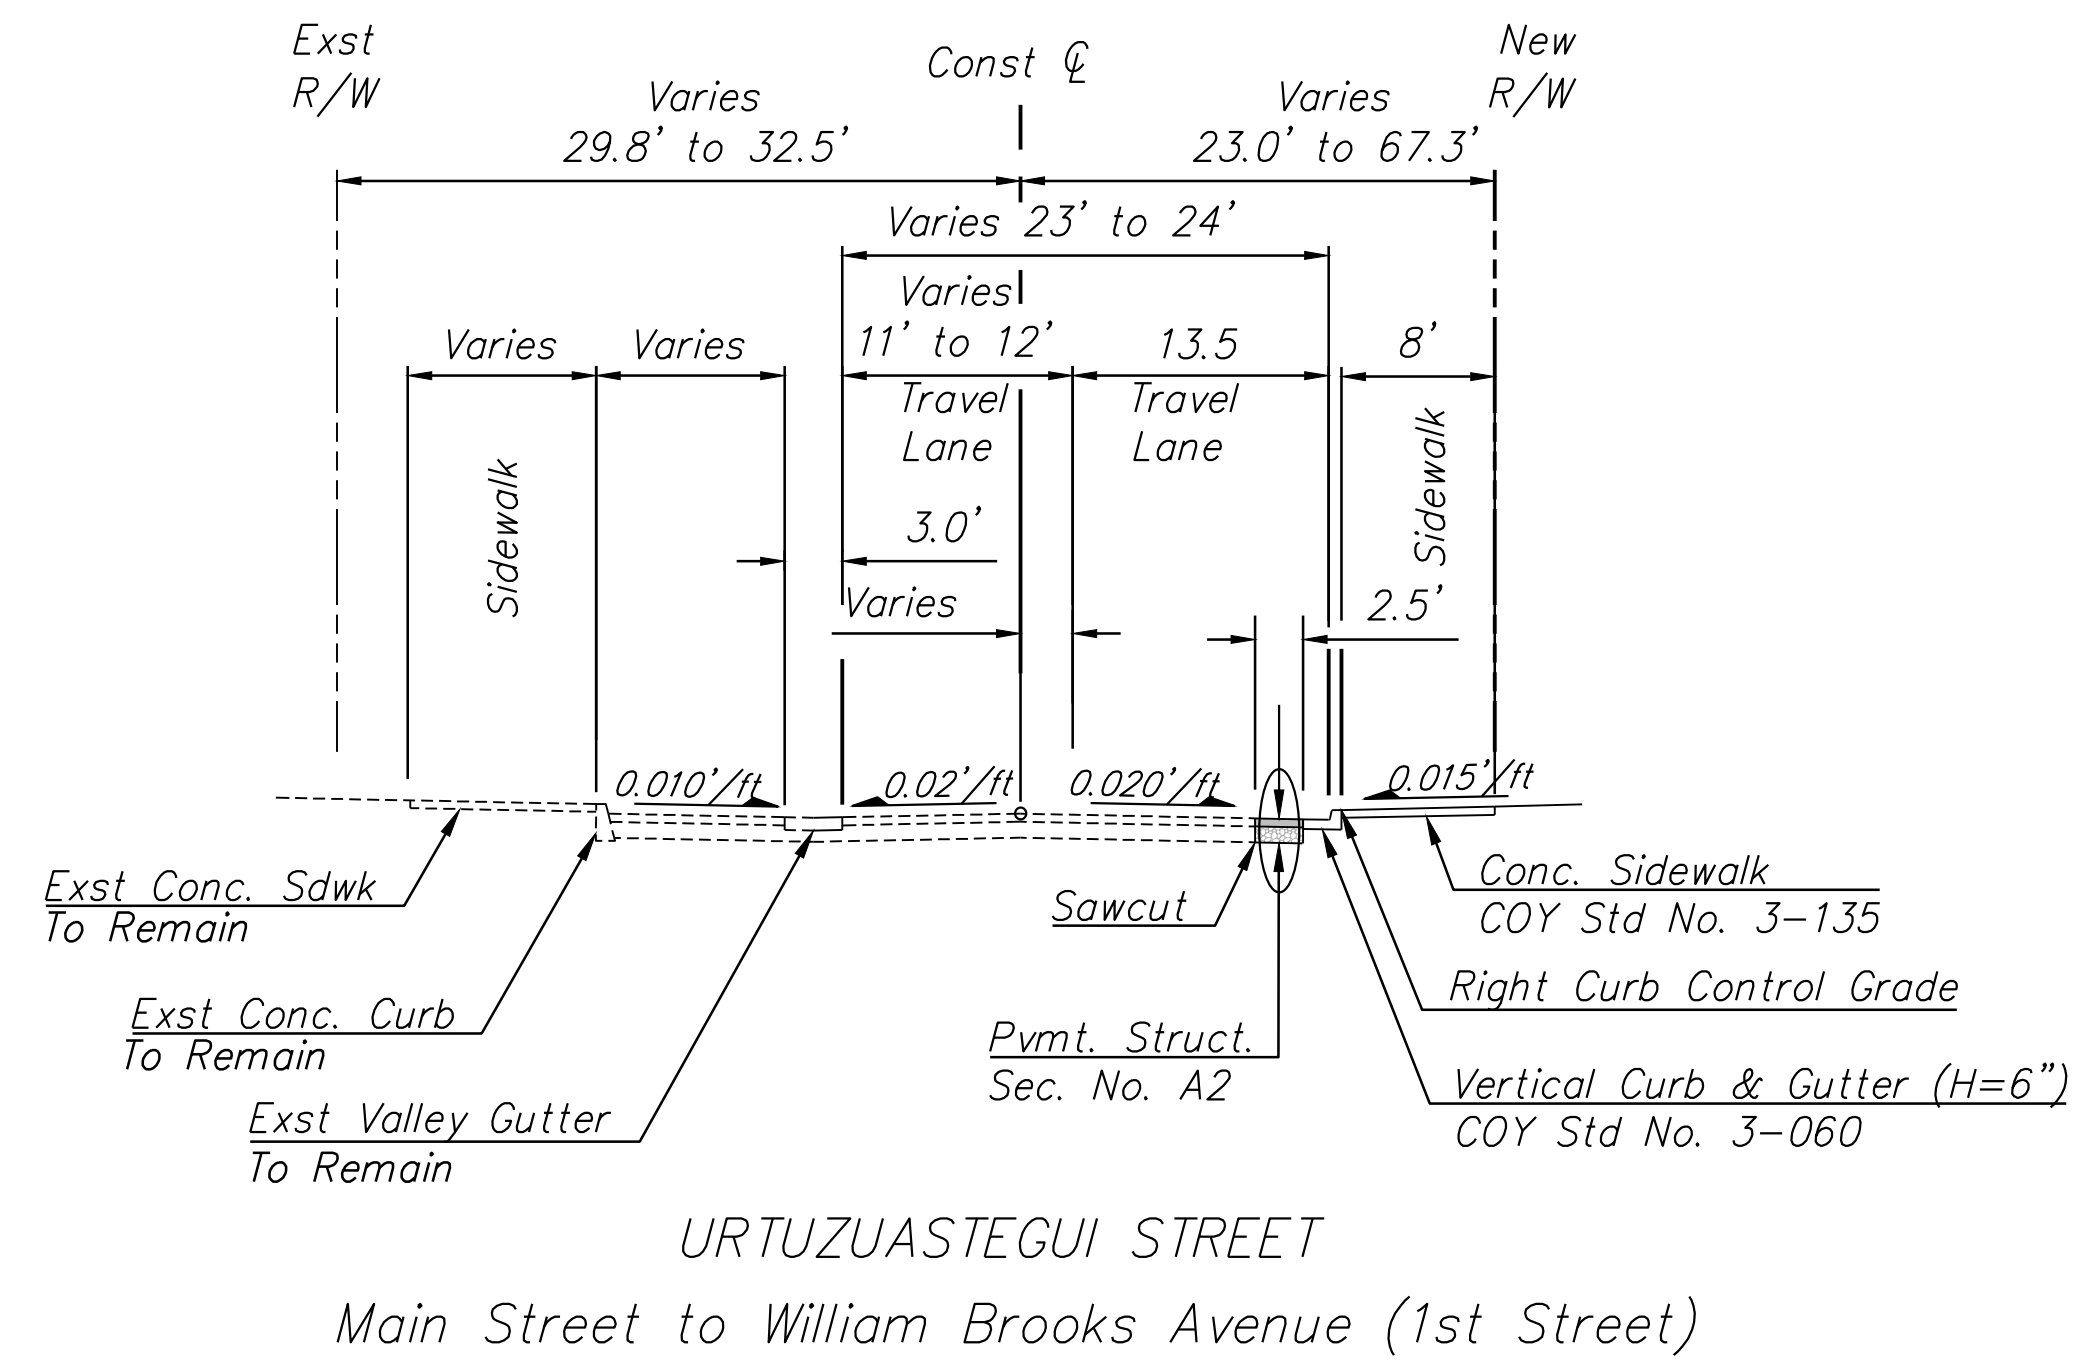 Exst
R/W
Const ℄
New
R/W
Varies
29.8' to 32.5'
Varies
23.0' to 67.3'
Varies 23' to 24'
Varies
Varies
Varies
11' to 12'
13.5
8'
Travel
Lane
Travel
Lane
Sidewalk
Sidewalk
3.0'
Varies
2.5'
0.010'/ft
0.02'/ft
0.020'/ft
0.015'/ft
Exst Conc. Sdwk
To Remain
Exst Conc. Curb
To Remain
Exst Valley Gutter
To Remain
Sawcut
Pvmt. Struct.
Sec. No. A2
Conc. Sidewalk
COY Std No. 3-135
Right Curb Control Grade
Vertical Curb & Gutter (H=6")
COY Std No. 3-060
URTUZUASTEGUI STREET
Main Street to William Brooks Avenue (1st Street)